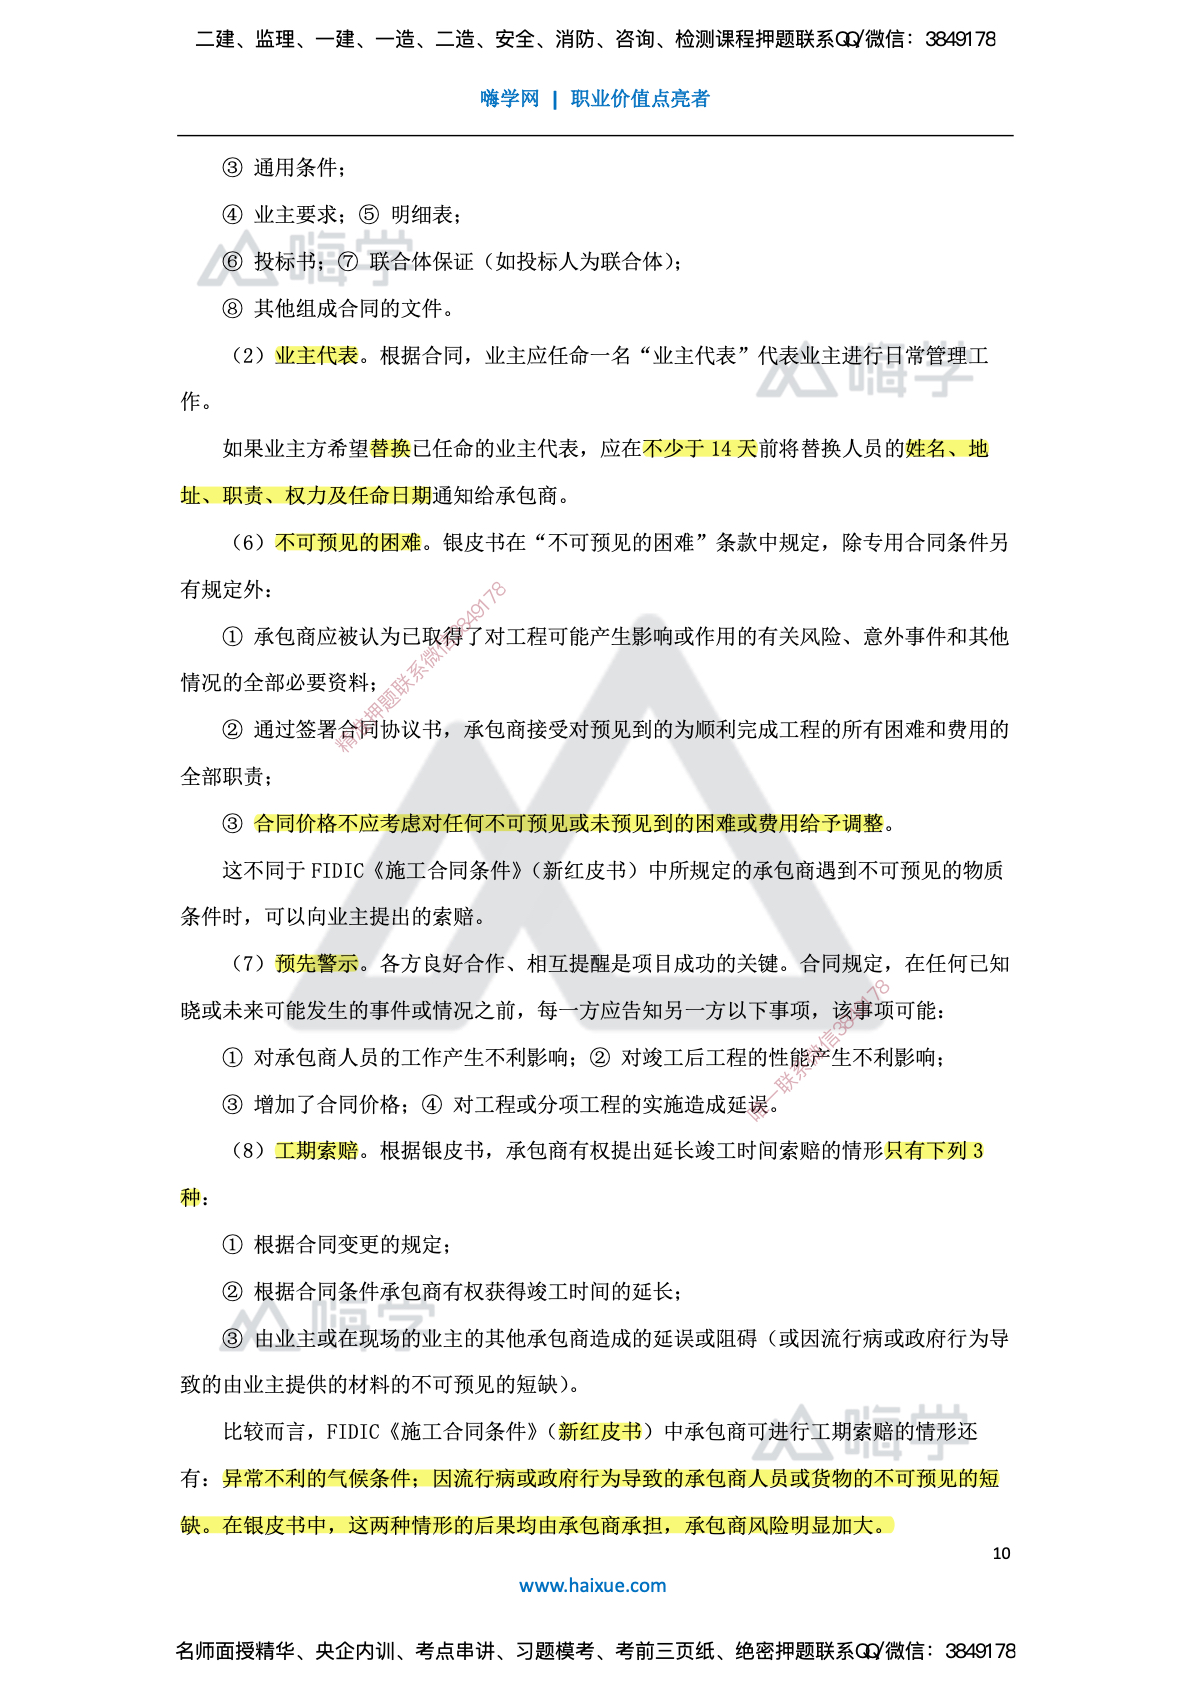 二建、监理、一建、一造、二造、安全、消防、咨询、检测课程押题联系QQ/微信：3849178
嗨学网 | 职业价值点亮者
③ 通用条件；
④ 业主要求；⑤ 明细表；
嗨学
⑥ 投标书；⑦ 联合体保证（如投标人为联合体）；
⑧ 其他组成合同的文件。
（2）业主代表。根据合同，业主应任命一名“业主代表”代表业主进行日常管理工
嗨学
作。
如果业主方希望替换已任命的业主代表，应在不少于 14 天前将替换人员的姓名、地
址、职责、权力及任命日期通知给承包商。
（6）不可预见的困难。银皮书在“不可预见的困难”条款中规定，除专用合同条件另
有规定外：
① 承包商应被认为已取得了对工程可能产生影响或作用的有关风险、意外事件和其他
情况的全部必要资料；
精准押题联系微信3849178
② 通过签署合同协议书，承包商接受对预见到的为顺利完成工程的所有困难和费用的
全部职责；
③ 合同价格不应考虑对任何不可预见或未预见到的困难或费用给予调整。
这不同于 FIDIC《施工合同条件》（新红皮书）中所规定的承包商遇到不可预见的物质
条件时，可以向业主提出的索赔。
（7）预先警示。各方良好合作、相互提醒是项目成功的关键。合同规定，在任何已知
晓或未来可能发生的事件或情况之前，每一方应告知另一方以下事项，该事项可能：
① 对承包商人员的工作产生不利影响；② 对竣工后工程的性能产生不利影响；
唯一联系微信3849178
③ 增加了合同价格；④ 对工程或分项工程的实施造成延误。
（8）工期索赔。根据银皮书，承包商有权提出延长竣工时间索赔的情形只有下列 3
种：
① 根据合同变更的规定；
② 根据合同条件承包商有权获得竣工时间的延长；
嗨学
③ 由业主或在现场的业主的其他承包商造成的延误或阻碍（或因流行病或政府行为导
致的由业主提供的材料的不可预见的短缺）。
比较而言，FIDIC《施工合同条件》（新红皮书）中承包商可进行工期索赔的情形还
嗨学
有：异常不利的气候条件；因流行病或政府行为导致的承包商人员或货物的不可预见的短
缺。在银皮书中，这两种情形的后果均由承包商承担，承包商风险明显加大。
10
www.haixue.com
名师面授精华、央企内训、考点串讲、习题模考、考前三页纸、绝密押题联系QQ/微信：3849178